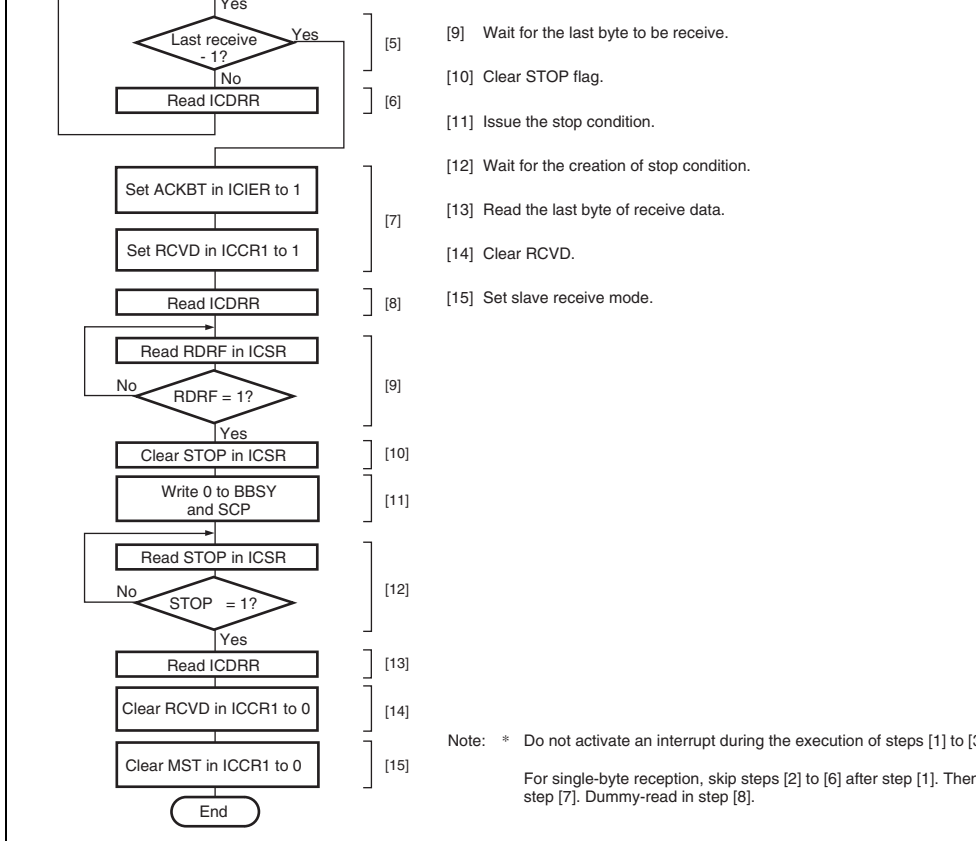 Yes
Last receive
- 1?
Yes
[5]
No
Read ICDRR
[6]
Set ACKBT in ICIER to 1
[7]
Set RCVD in ICCR1 to 1
Read ICDRR
[8]
Read RDRF in ICSR
No
RDRF = 1?
[9]
Yes
Clear STOP in ICSR
[10]
Write 0 to BBSY
and SCP
[11]
Read STOP in ICSR
No
STOP = 1?
[12]
Yes
Read ICDRR
[13]
Clear RCVD in ICCR1 to 0
[14]
Clear MST in ICCR1 to 0
[15]
End
[9] Wait for the last byte to be receive.
[10] Clear STOP flag.
[11] Issue the stop condition.
[12] Wait for the creation of stop condition.
[13] Read the last byte of receive data.
[14] Clear RCVD.
[15] Set slave receive mode.
Note: * Do not activate an interrupt during the execution of steps [1] to [3
For single-byte reception, skip steps [2] to [6] after step [1]. Ther
step [7]. Dummy-read in step [8].